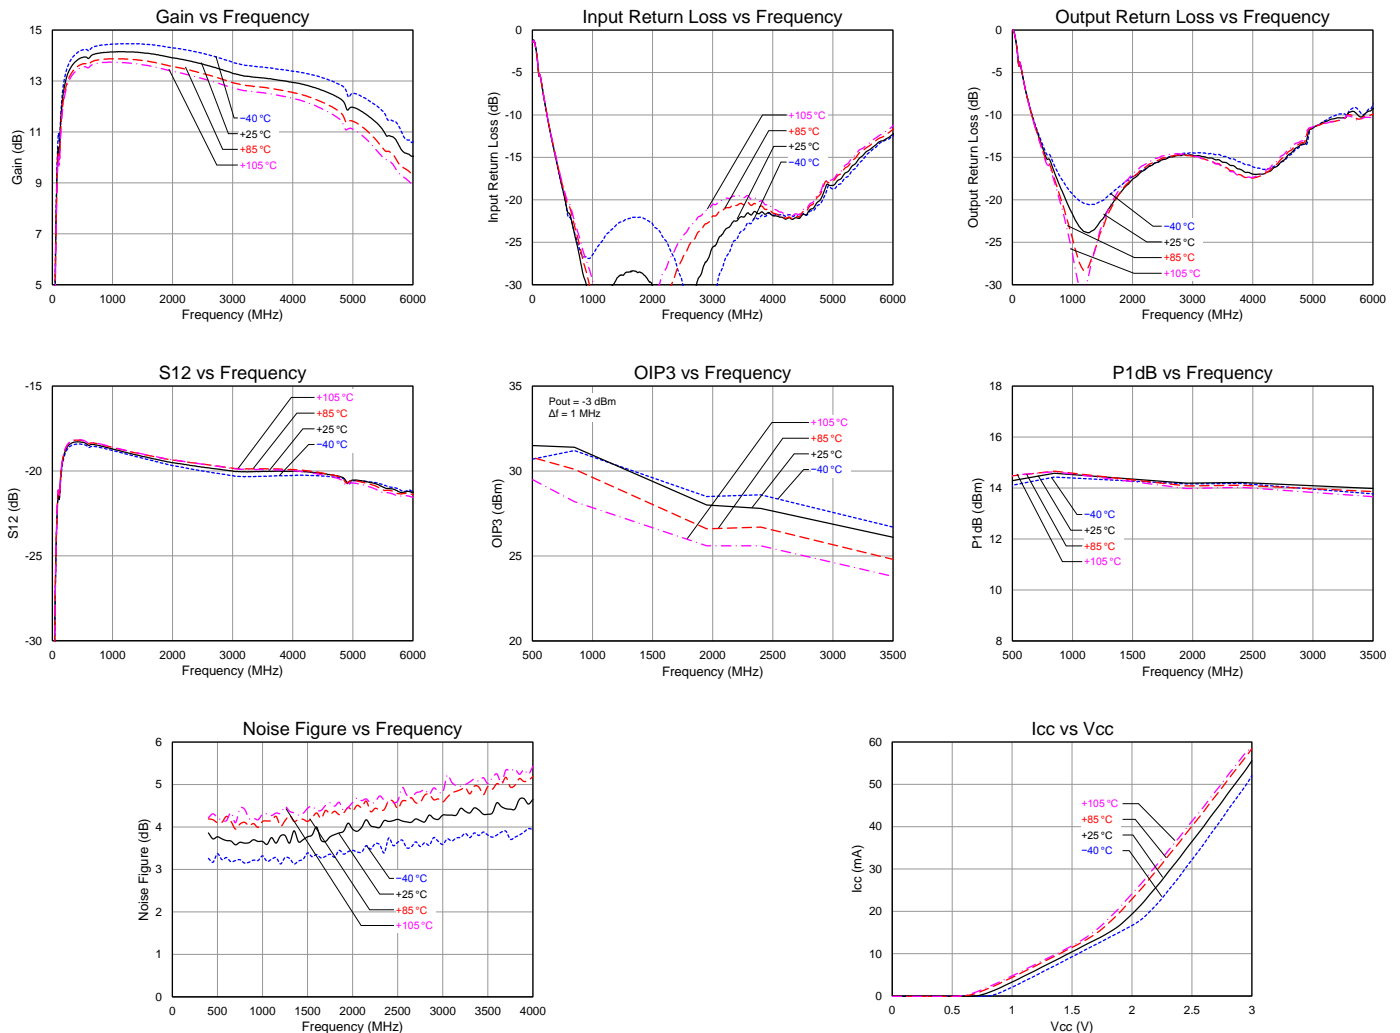 Gain vs Frequency
15
13
11
9
7
5
Gain (dB)
−40 °C
+25 °C
+85 °C
+105 °C
0
1000
2000
3000
4000
5000
6000
Frequency (MHz)
Input Return Loss vs Frequency
0
-5
-10
-15
-20
-25
-30
Input Return Loss (dB)
+105 °C
+85 °C
+25 °C
−40 °C
0
1000
2000
3000
4000
5000
6000
Frequency (MHz)
Output Return Loss vs Frequency
0
-5
-10
-15
-20
-25
-30
Output Return Loss (dB)
−40 °C
+25 °C
+85 °C
+105 °C
0
1000
2000
3000
4000
5000
6000
Frequency (MHz)
S12 vs Frequency
-15
-20
-25
-30
S12 (dB)
+105 °C
+85 °C
+25 °C
−40 °C
0
1000
2000
3000
4000
5000
6000
Frequency (MHz)
OIP3 vs Frequency
35
30
25
20
OIP3 (dBm)
Pout = -3 dBm
Δf = 1 MHz
+105 °C
+85 °C
+25 °C
−40 °C
500
1000
1500
2000
2500
3000
3500
Frequency (MHz)
P1dB vs Frequency
18
16
14
12
10
8
P1dB (dBm)
−40 °C
+25 °C
+85 °C
+105 °C
500
1000
1500
2000
2500
3000
3500
Frequency (MHz)
Noise Figure vs Frequency
6
5
4
3
2
1
0
Noise Figure (dB)
−40 °C
+25 °C
+85 °C
+105 °C
0
500
1000
1500
2000
2500
3000
3500
4000
Frequency (MHz)
Icc vs Vcc
60
50
40
30
20
10
0
Icc (mA)
+105 °C
+85 °C
+25 °C
−40 °C
0
0.5
1
1.5
2
2.5
3
Vcc (V)